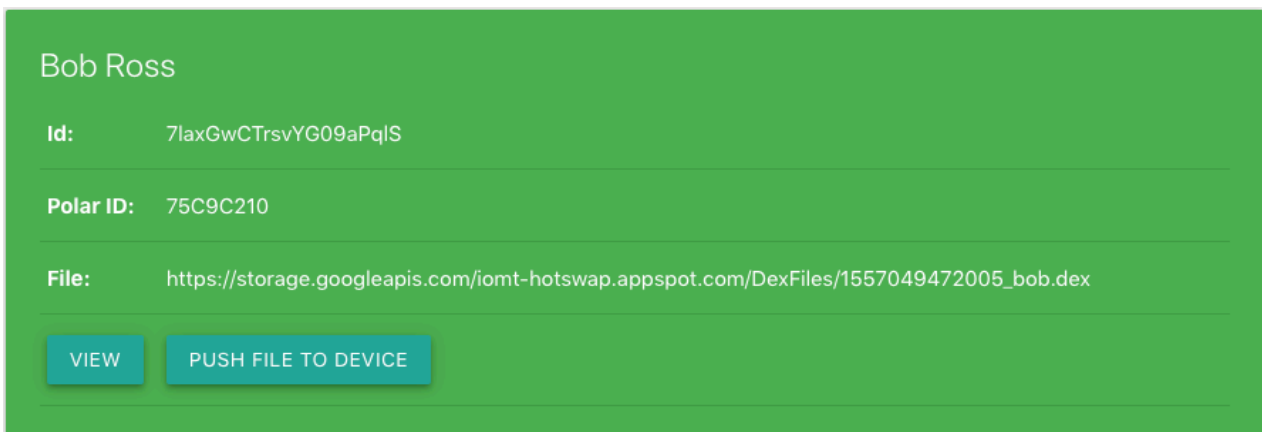 Bob Ross
Id: 7laxGwCTrsvYG09aPqlS
Polar ID: 75C9C210
File: https://storage.googleapis.com/iomt-hotswap.appspot.com/DexFiles/1557049472005_bob.dex
VIEW PUSH FILE TO DEVICE